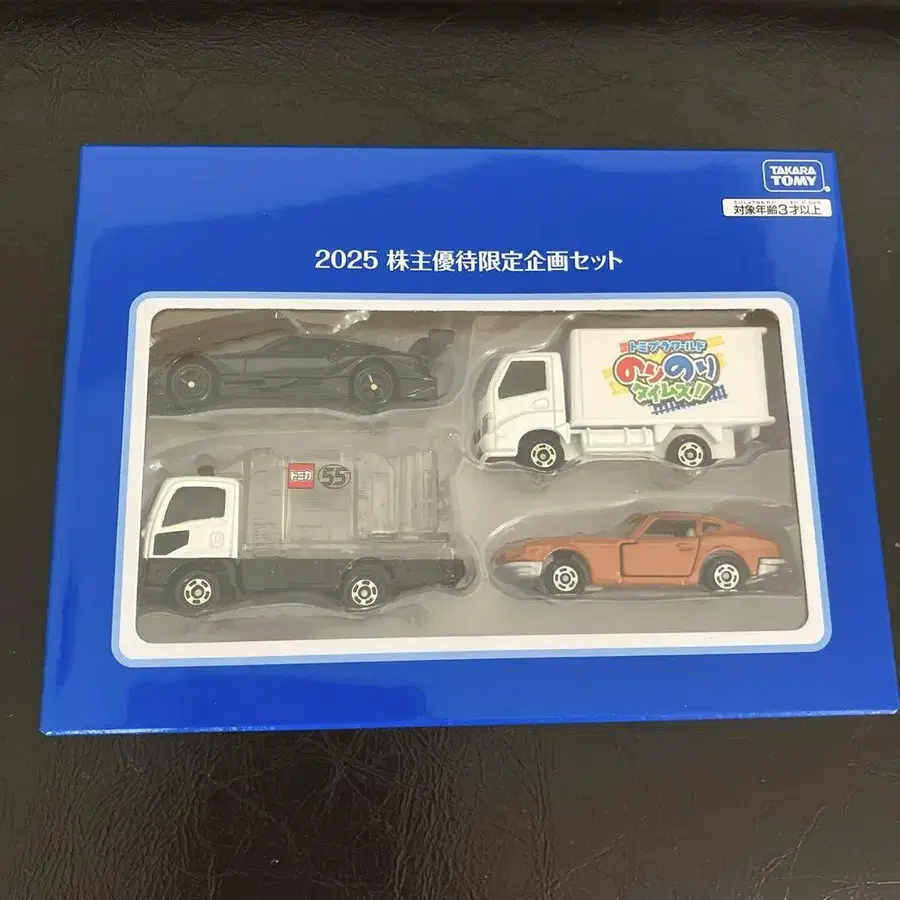 TAKARA
TOMY
対象年齢3才以上
2025 株主優待限定企画セット
トミプラワールド
のりのり
タイムズ!!
トミカ
55